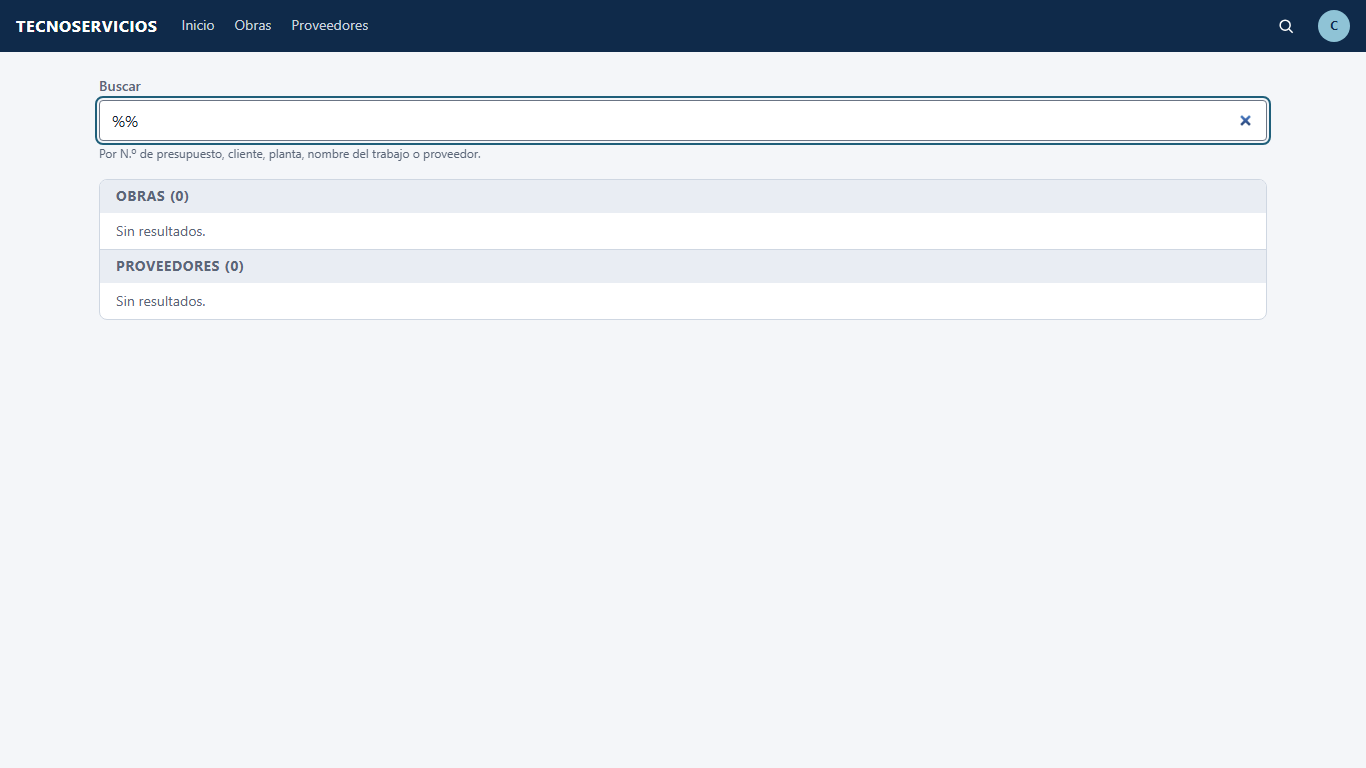 TECNOSERVICIOS Inicio Obras Proveedores C
Buscar
%%
Por N.º de presupuesto, cliente, planta, nombre del trabajo o proveedor.
OBRAS (0)
Sin resultados.
PROVEEDORES (0)
Sin resultados.